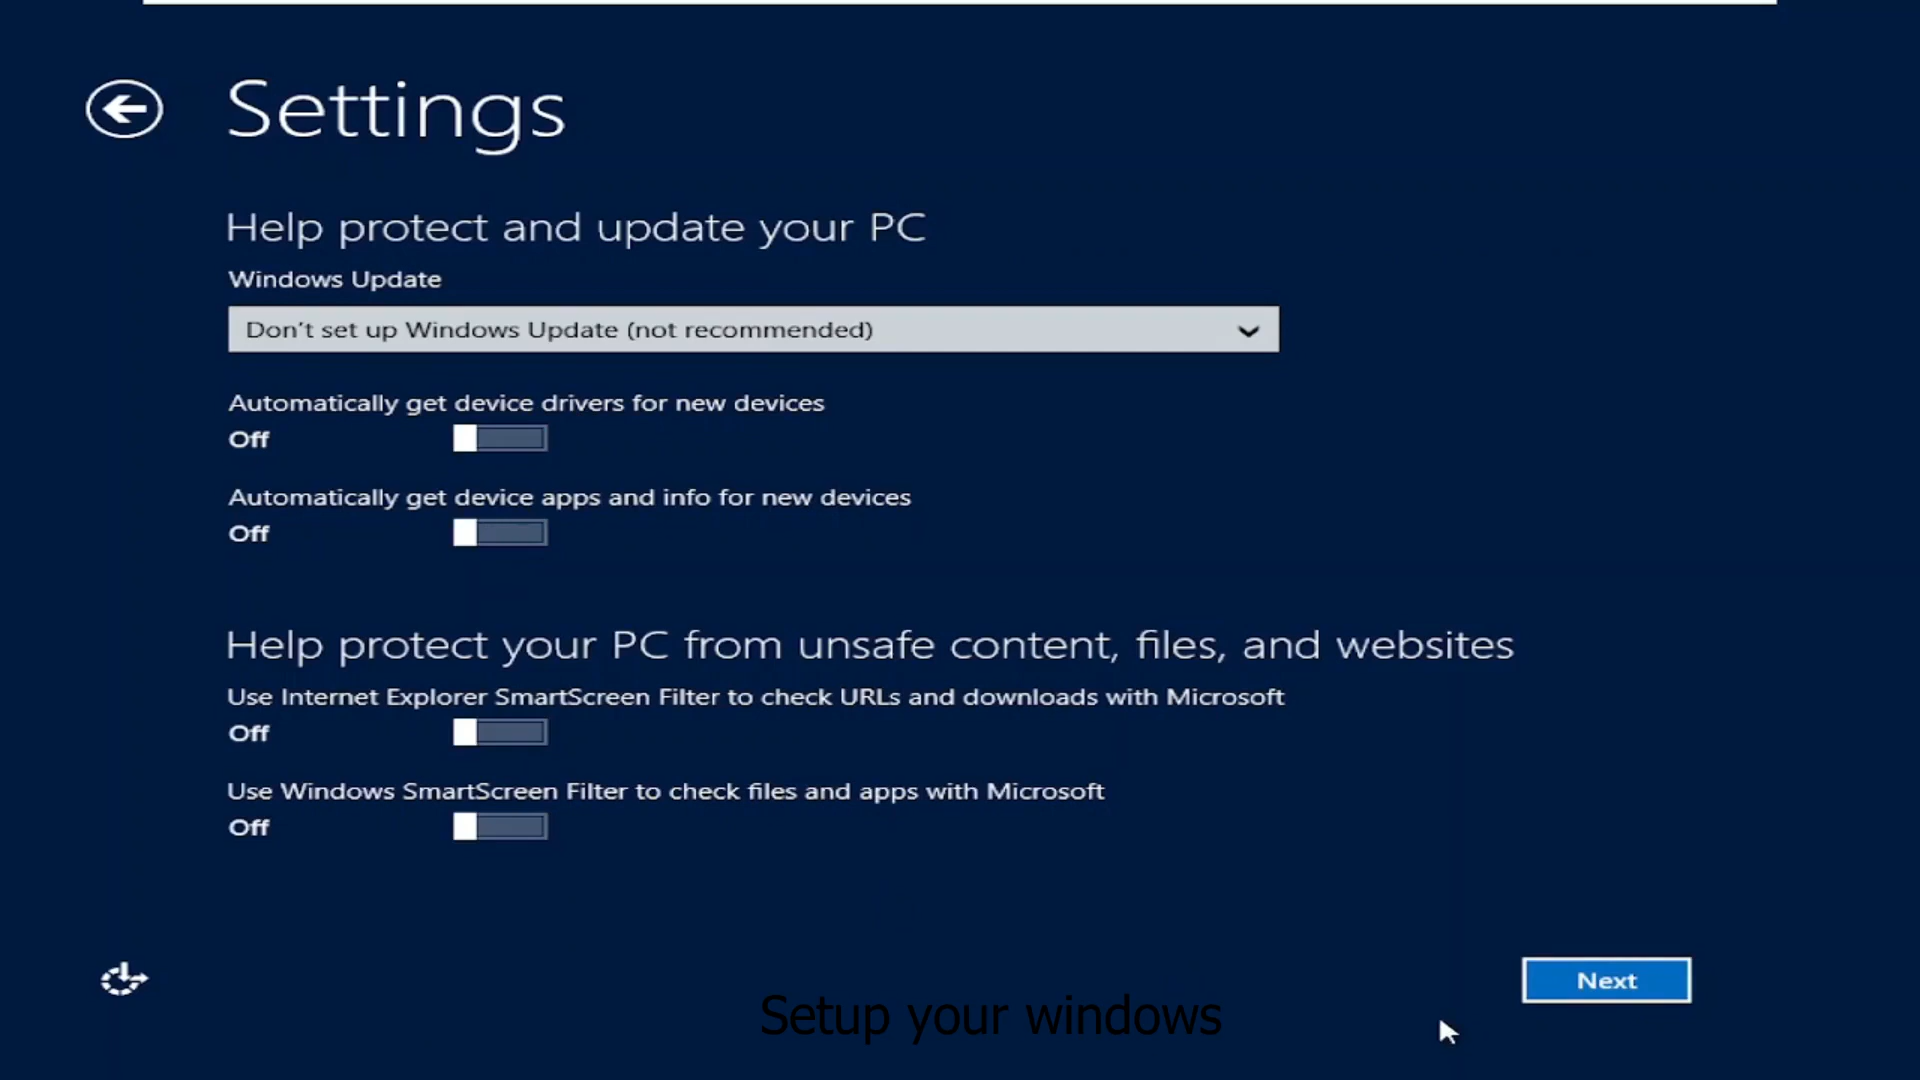 Settings
Help protect and update your PC
Windows Update
Don't set up Windows Update (not recommended)
Automatically get device drivers for new devices
Off
Automatically get device apps and info for new devices
Off
Help protect your PC from unsafe content, files, and websites
Use Internet Explorer SmartScreen Filter to check URLs and downloads with Microsoft
Off
Use Windows SmartScreen Filter to check files and apps with Microsoft
Off
Next
Setup your windows